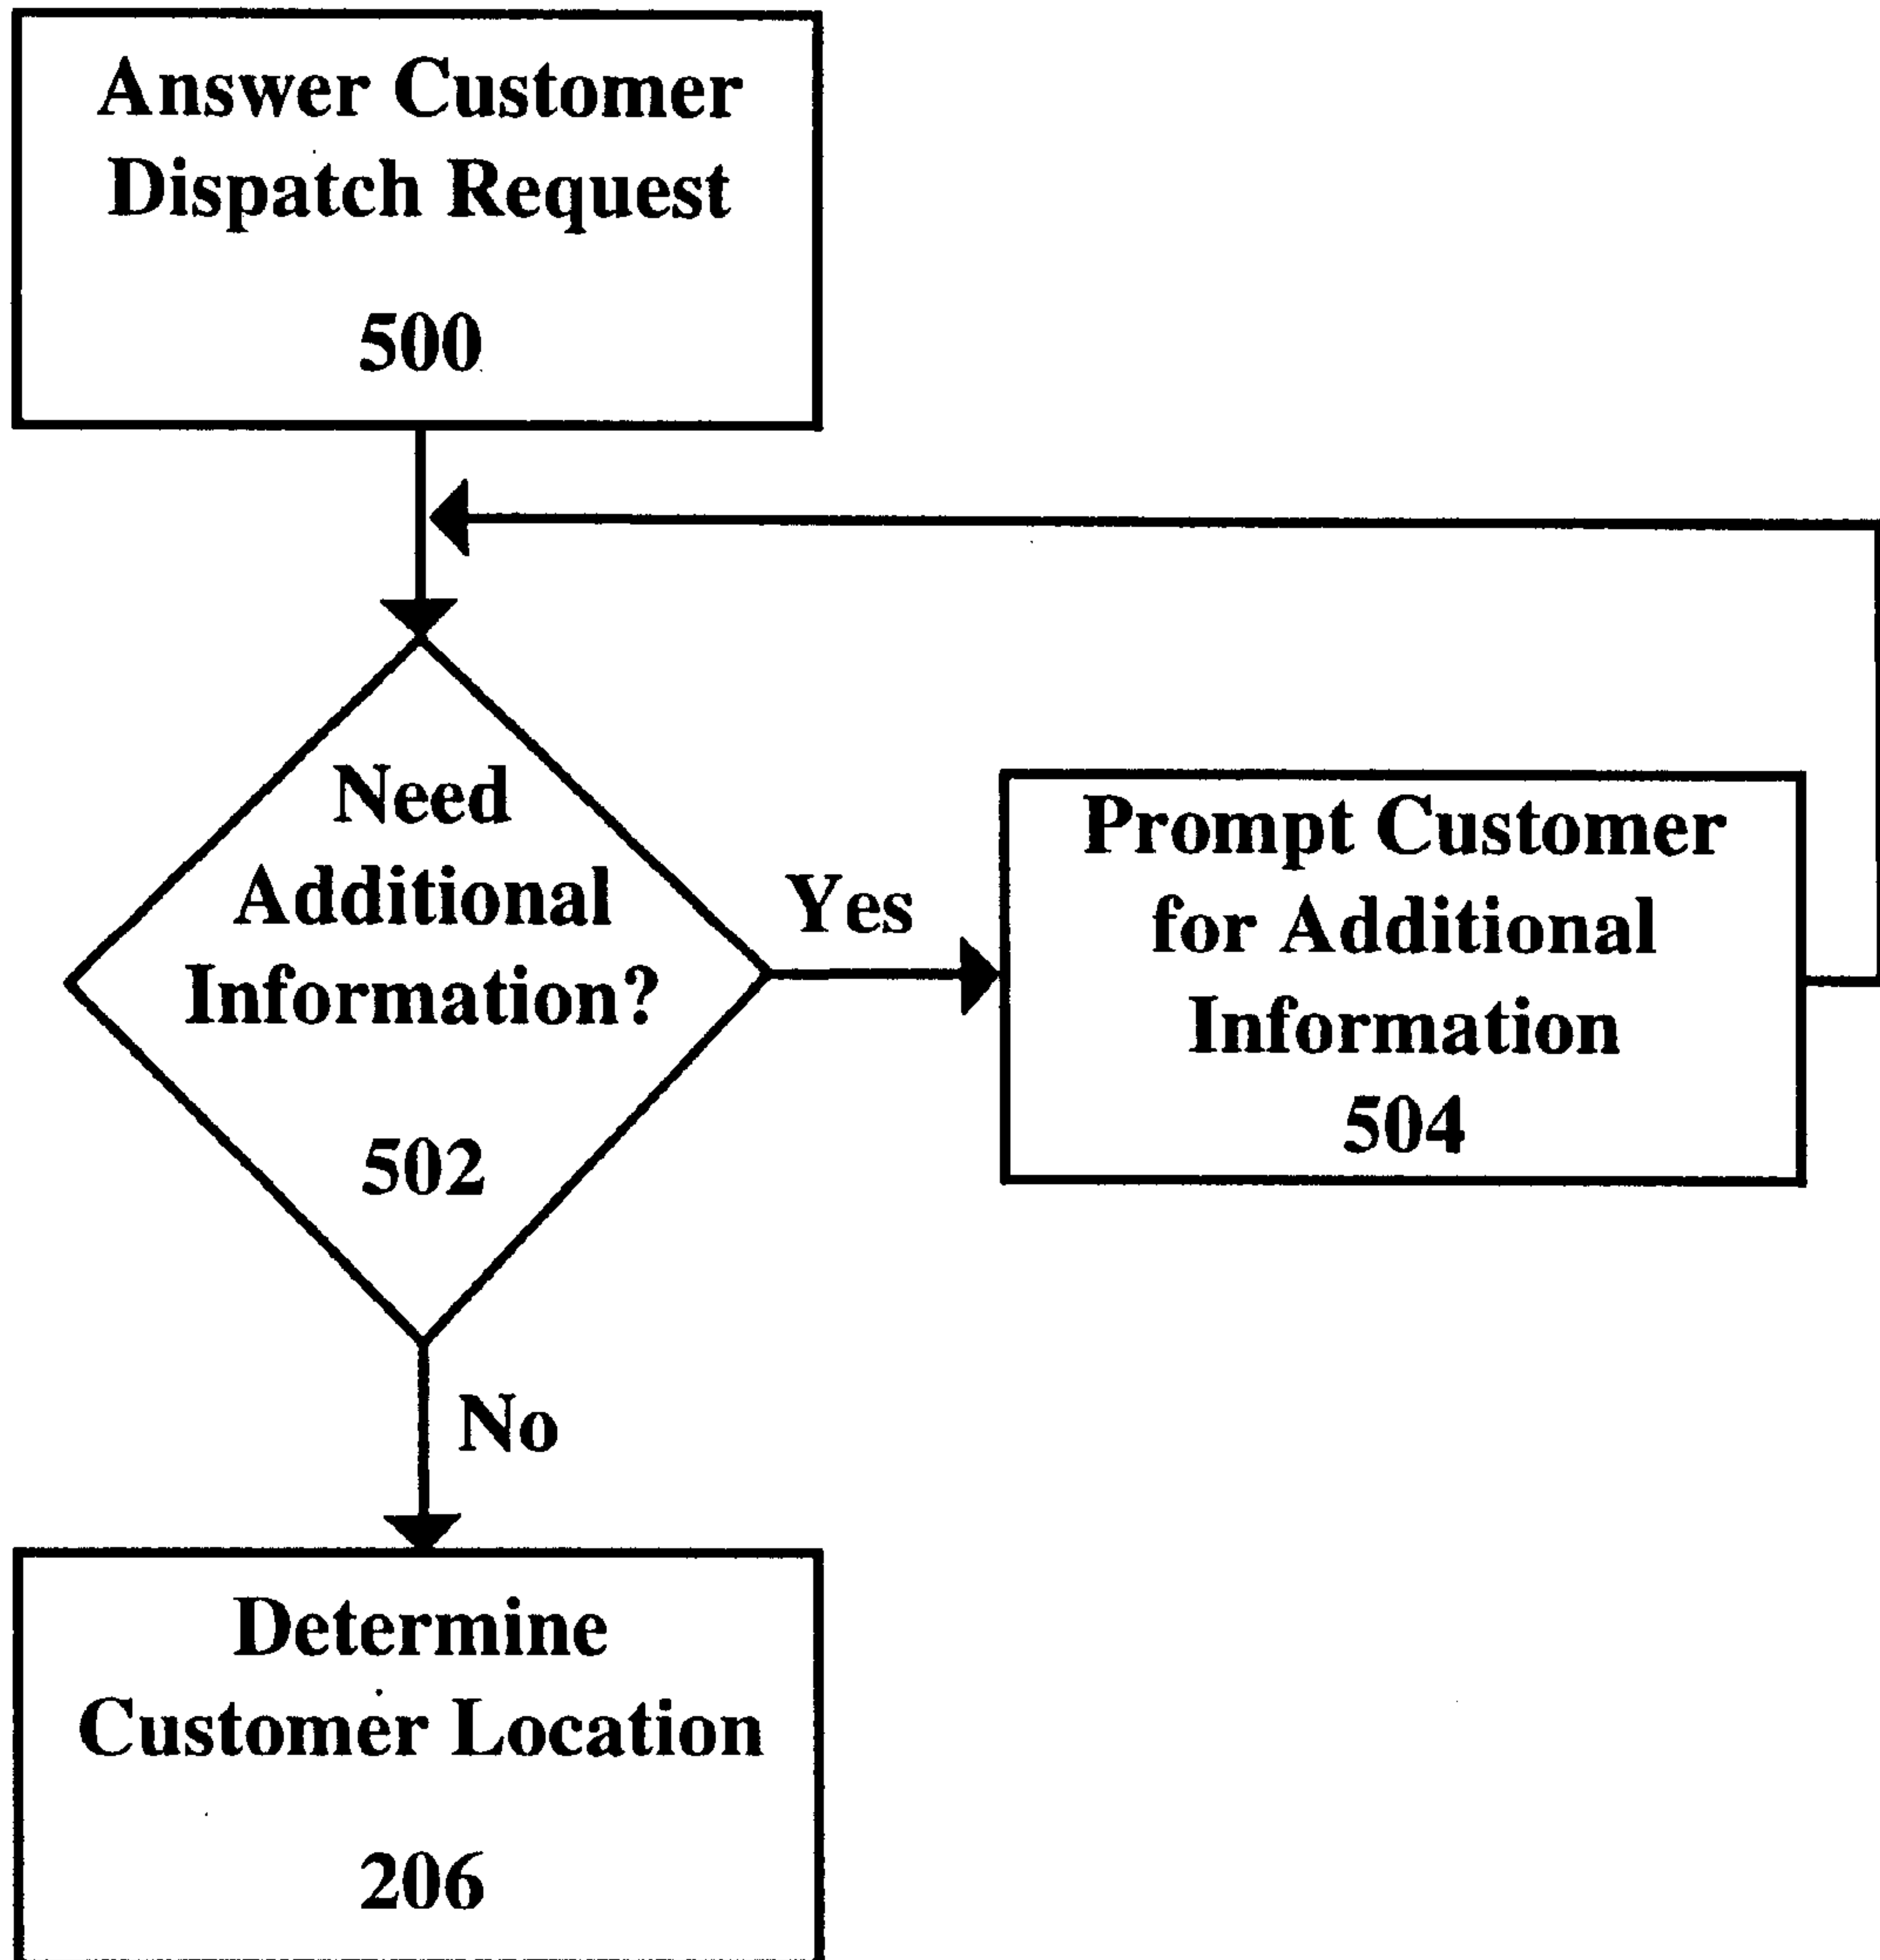 Answer Customer
Dispatch Request
500
Need
Additional
Information?
502
Yes
Prompt Customer
for Additional
Information
504
No
Determine
Customer Location
206